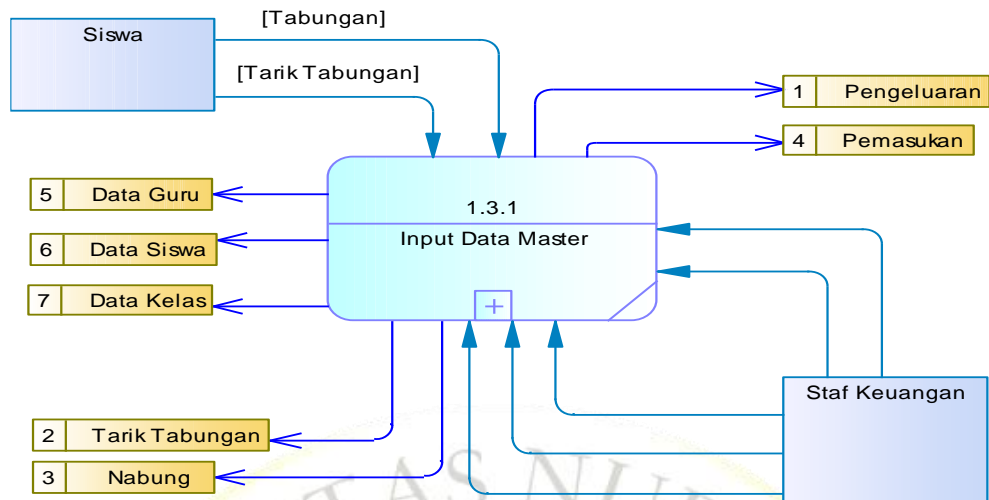 [Tabungan]
Siswa
[Tarik Tabungan]
1 Pengeluaran
4 Pemasukan
5 Data Guru
1.3.1
6 Data Siswa
Input Data Master
7 Data Kelas
Staf Keuangan
2 Tarik Tabungan
3 Nabung